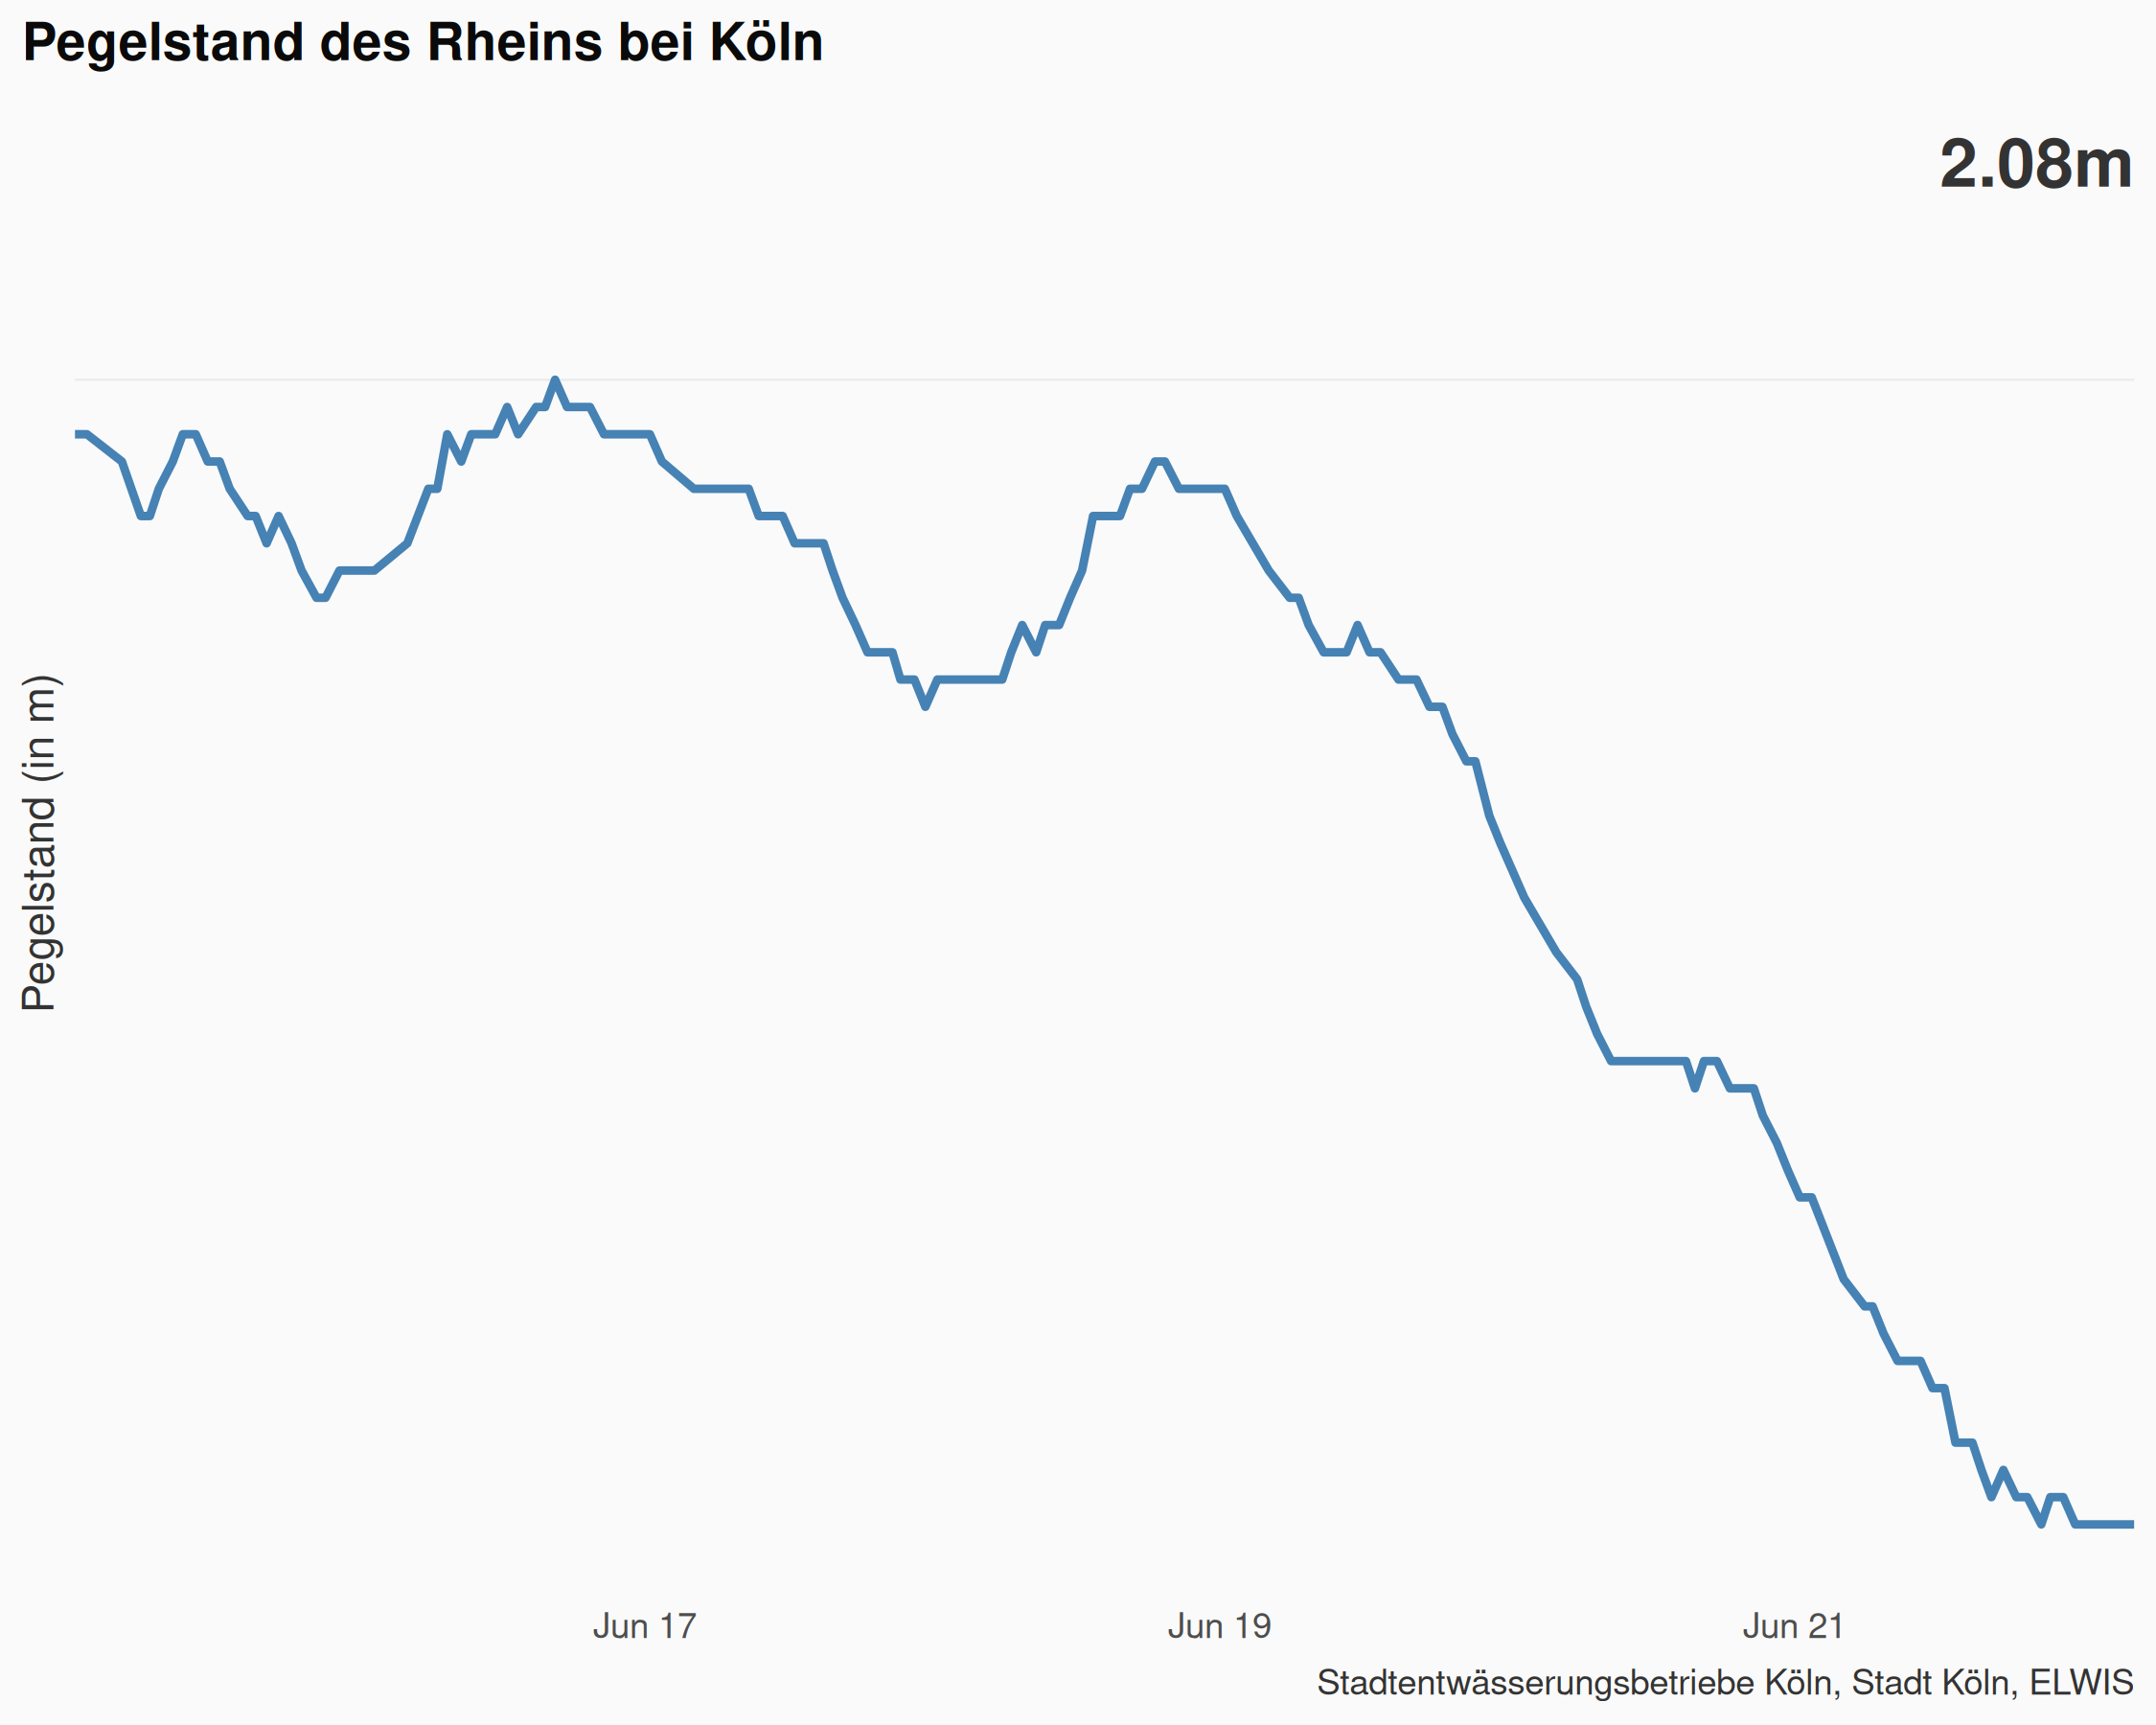 Pegelstand des Rheins bei Köln
2.08m
Pegelstand (in m)
Jun 17
Jun 19
Jun 21
Stadtentwässerungsbetriebe Köln, Stadt Köln, ELWIS